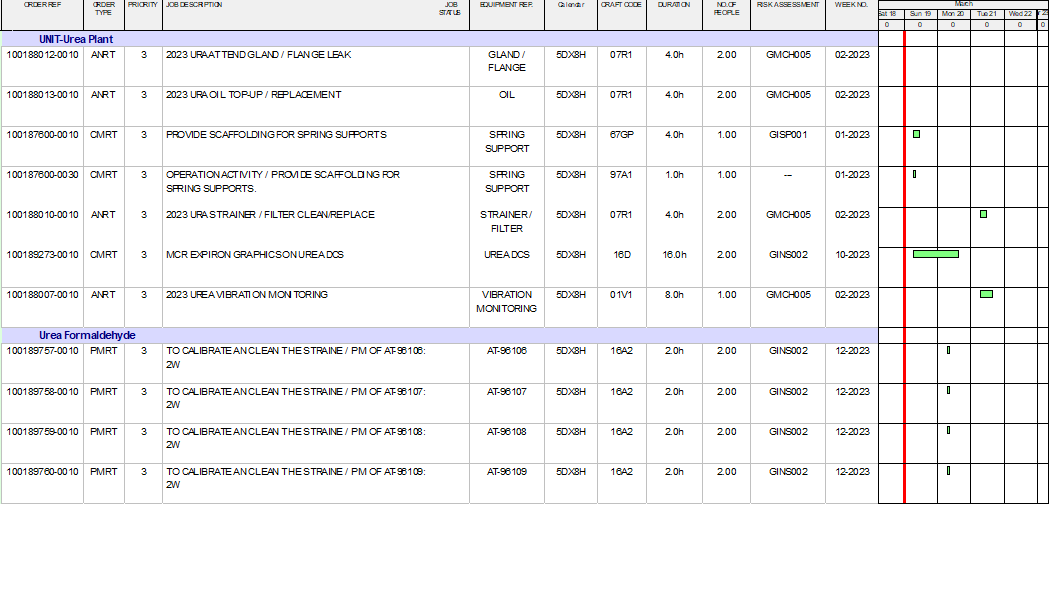 ORDER REF ORDER TYPE PRIORITY JOB DESCRIPTION JOB STATUS EQUIPMENT REF. Calendar CRAFT CODE DURATION NO.OF PEOPLE RISK ASSESSMENT WEEK NO. March
Sat 18 Sun 19 Mon 20 Tue 21 Wed 22
0 0 0 0 0 0
UNIT-Urea Plant
100188012-0010 ANRT 3 2023 URA ATTEND GLAND / FLANGE LEAK GLAND / FLANGE 5DX8H 07R1 4.0h 2.00 GMCH005 02-2023
100188013-0010 ANRT 3 2023 URA OIL TOP-UP / REPLACEMENT OIL 5DX8H 07R1 4.0h 2.00 GMCH005 02-2023
100187600-0010 CMRT 3 PROVIDE SCAFFOLDING FOR SPRING SUPPORTS SPRING SUPPORT 5DX8H 67GP 4.0h 1.00 GISP001 01-2023
100187600-0030 CMRT 3 OPERATION ACTIVITY / PROVIDE SCAFFOLDING FOR SPRING SUPPORTS. SPRING SUPPORT 5DX8H 97A1 1.0h 1.00 --- 01-2023
100188010-0010 ANRT 3 2023 URA STRAINER / FILTER CLEAN/REPLACE STRAINER / FILTER 5DX8H 07R1 4.0h 2.00 GMCH005 02-2023
100189273-0010 CMRT 3 MCR EXPIRON GRAPHICS ON UREA DCS UREA DCS 5DX8H 16D 16.0h 2.00 GINS002 10-2023
100188007-0010 ANRT 3 2023 UREA VIBRATION MONITORING VIBRATION MONITORING 5DX8H 01V1 8.0h 1.00 GMCH005 02-2023
Urea Formaldehyde
100189757-0010 PMRT 3 TO CALIBRATE AN CLEAN THE STRAINE / PM OF AT-96106: 2W AT-96106 5DX8H 16A2 2.0h 2.00 GINS002 12-2023
100189758-0010 PMRT 3 TO CALIBRATE AN CLEAN THE STRAINE / PM OF AT-96107: 2W AT-96107 5DX8H 16A2 2.0h 2.00 GINS002 12-2023
100189759-0010 PMRT 3 TO CALIBRATE AN CLEAN THE STRAINE / PM OF AT-96108: 2W AT-96108 5DX8H 16A2 2.0h 2.00 GINS002 12-2023
100189760-0010 PMRT 3 TO CALIBRATE AN CLEAN THE STRAINE / PM OF AT-96109: 2W AT-96109 5DX8H 16A2 2.0h 2.00 GINS002 12-2023